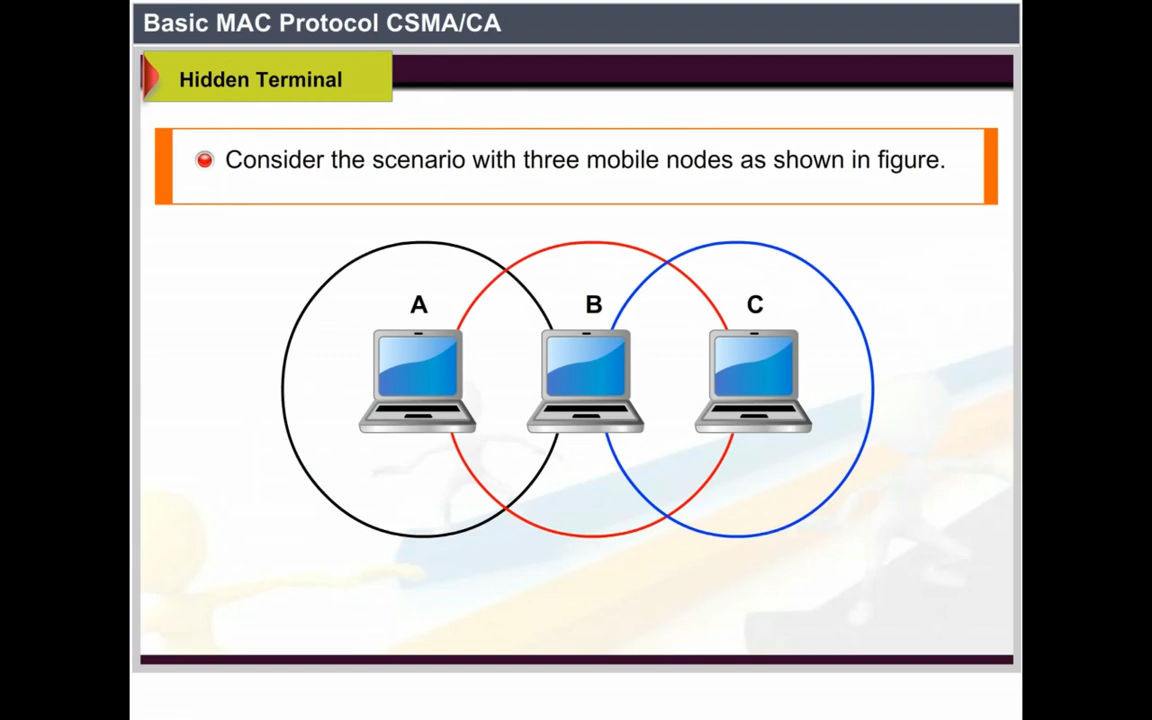 Basic MAC Protocol CSMA/CA
Hidden Terminal
Consider the scenario with three mobile nodes as shown in figure.
A B C